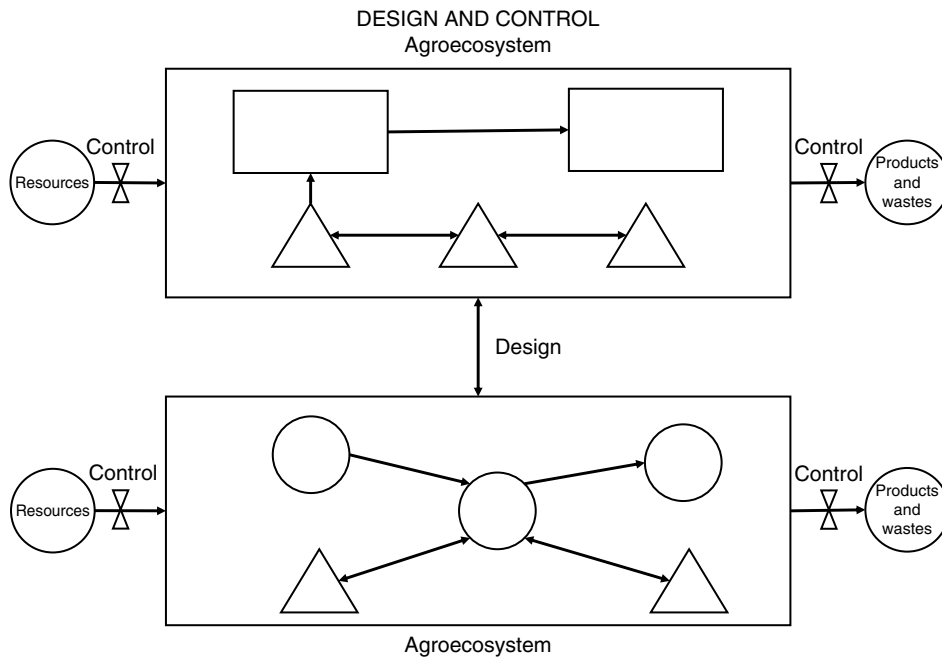 DESIGN AND CONTROL
Agroecosystem
Control
Resources
Control
Products
and
wastes
Design
Control
Resources
Control
Products
and
wastes
Agroecosystem